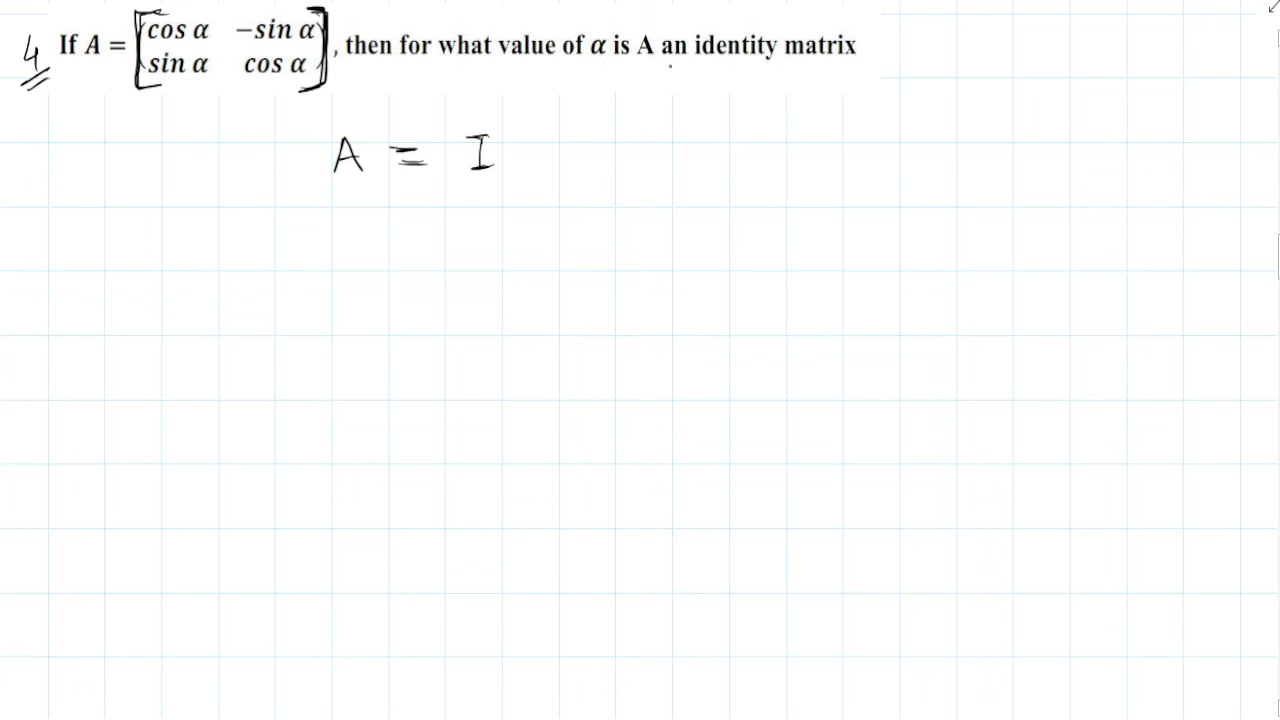 4 If A = [cos α −sin α
sin α cos α], then for what value of α is A an identity matrix
A = I